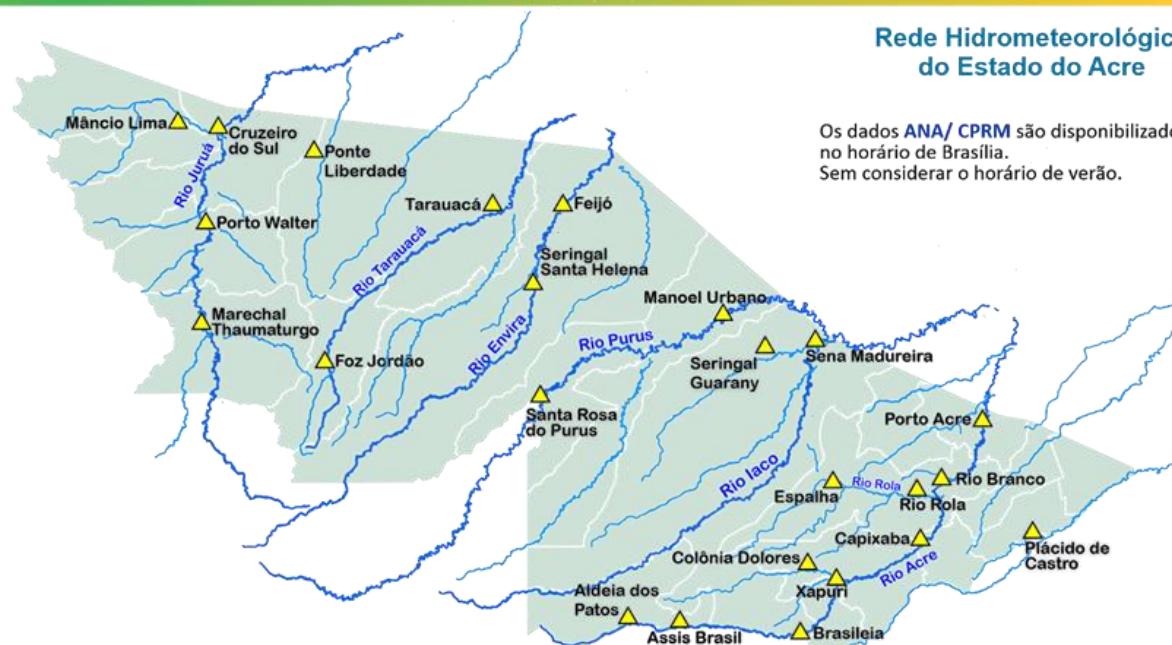 Rede Hidrometeorológic
do Estado do Acre
Os dados ANA/ CPRM são disponibilizado
no horário de Brasília.
Sem considerar o horário de verão.
Mâncio Lima
Cruzeiro
do Sul
Ponte
Liberdade
Rio Juruá
Porto Walter
Tarauacá
Feijó
Rio Tarauacá
Seringal
Santa Helena
Marechal
Thaumaturgo
Foz Jordão
Rio Envira
Manoel Urbano
Rio Purus
Seringal
Guarany
Sena Madureira
Santa Rosa
do Purus
Porto Acre
Rio Iaco
Espalha
Rio Rola
Rio Rola
Rio Branco
Capixaba
Plácido de
Castro
Colônia Dolores
Rio Acre
Xapuri
Aldeia dos
Patos
Assis Brasil
Brasileia